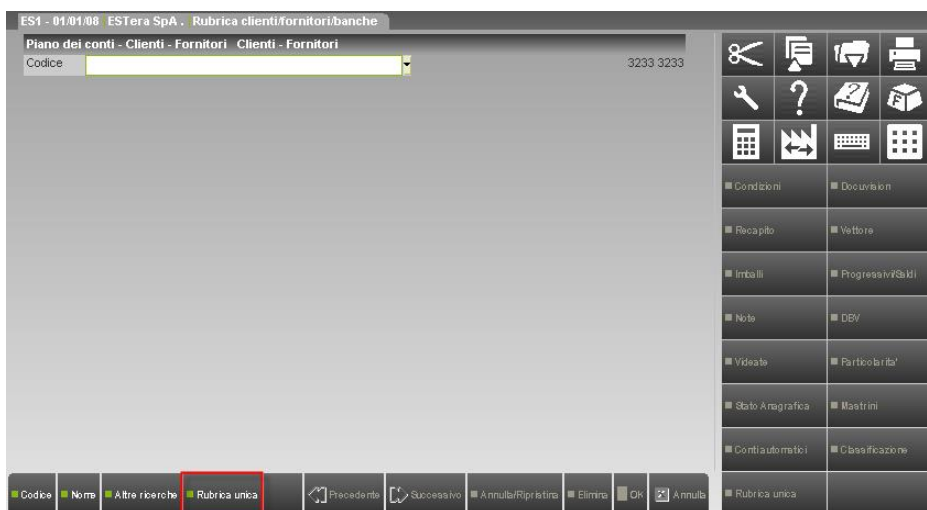 ES1 - 01/01/08 ESTera SpA . Rubrica clienti/fornitori/banche
Piano dei conti - Clienti - Fornitori Clienti - Fornitori
Codice 3233 3233
F
Condizioni Docuvision
Recapito Vettore
Imballi Progressivi/Saldi
Note DBV
Videate Particolarita'
Stato Anagrafica Mastrini
Conti automatici Classificazione
Codice Nome Altre ricerche Rubrica unica Precedente Successivo Annulla/Ripristina Elimina Ok Annulla Rubrica unica